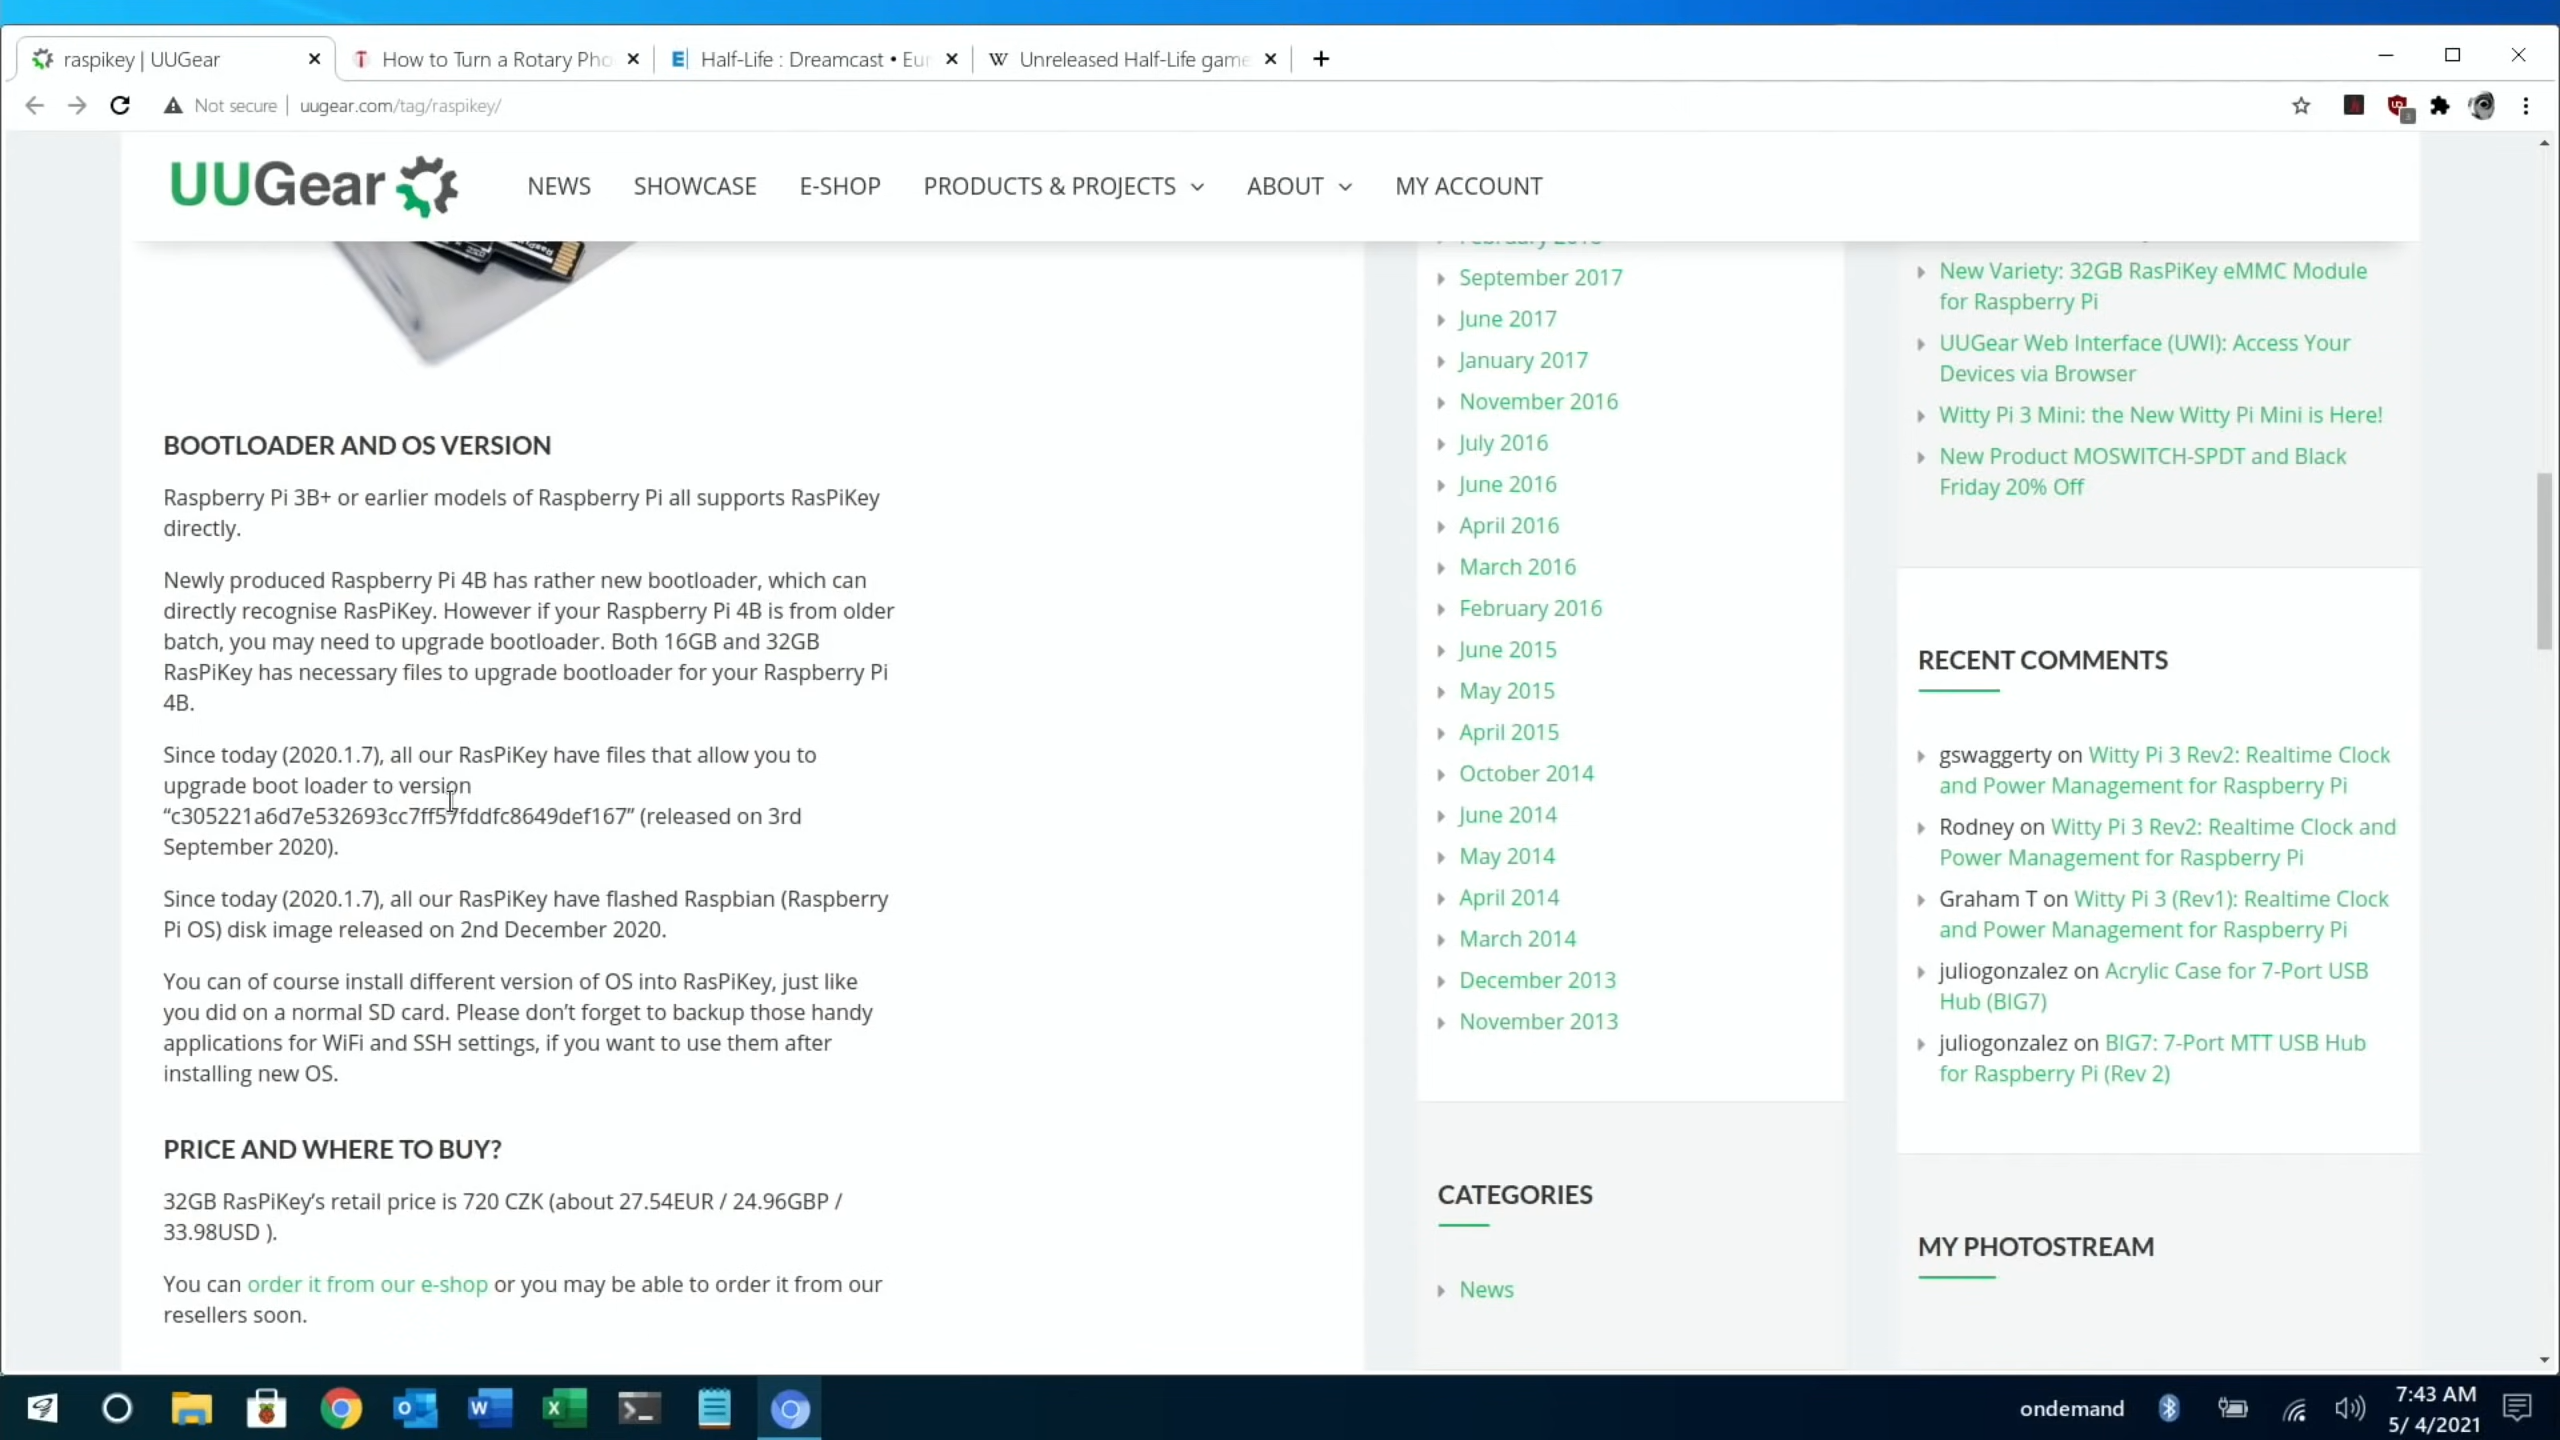 raspikey | UUGear
How to Turn a Rotary Pho
Half-Life : Dreamcast • Eur
Unreleased Half-Life game
Not secure
uugear.com/tag/raspikey/
UUGear
NEWS SHOWCASE E-SHOP PRODUCTS & PROJECTS ABOUT MY ACCOUNT
BOOTLOADER AND OS VERSION
Raspberry Pi 3B+ or earlier models of Raspberry Pi all supports RasPiKey
directly.
Newly produced Raspberry Pi 4B has rather new bootloader, which can
directly recognise RasPiKey. However if your Raspberry Pi 4B is from older
batch, you may need to upgrade bootloader. Both 16GB and 32GB
RasPiKey has necessary files to upgrade bootloader for your Raspberry Pi
4B.
Since today (2020.1.7), all our RasPiKey have files that allow you to
upgrade boot loader to version
“c305221a6d7e532693cc7ff57fddfc8649def167” (released on 3rd
September 2020).
Since today (2020.1.7), all our RasPiKey have flashed Raspbian (Raspberry
Pi OS) disk image released on 2nd December 2020.
You can of course install different version of OS into RasPiKey, just like
you did on a normal SD card. Please don’t forget to backup those handy
applications for WiFi and SSH settings, if you want to use them after
installing new OS.
PRICE AND WHERE TO BUY?
32GB RasPiKey’s retail price is 720 CZK (about 27.54EUR / 24.96GBP /
33.98USD ).
You can order it from our e-shop or you may be able to order it from our
resellers soon.
September 2017
June 2017
January 2017
November 2016
July 2016
June 2016
April 2016
March 2016
February 2016
June 2015
May 2015
April 2015
October 2014
June 2014
May 2014
April 2014
March 2014
December 2013
November 2013
CATEGORIES
News
New Variety: 32GB RasPiKey eMMC Module
for Raspberry Pi
UUGear Web Interface (UWI): Access Your
Devices via Browser
Witty Pi 3 Mini: the New Witty Pi Mini is Here!
New Product MOSWITCH-SPDT and Black
Friday 20% Off
RECENT COMMENTS
gswaggerty on Witty Pi 3 Rev2: Realtime Clock
and Power Management for Raspberry Pi
Rodney on Witty Pi 3 Rev2: Realtime Clock and
Power Management for Raspberry Pi
Graham T on Witty Pi 3 (Rev1): Realtime Clock
and Power Management for Raspberry Pi
juliogonzalez on Acrylic Case for 7-Port USB
Hub (BIG7)
juliogonzalez on BIG7: 7-Port MTT USB Hub
for Raspberry Pi (Rev 2)
MY PHOTOSTREAM
ondemand
7:43 AM
5/ 4/2021